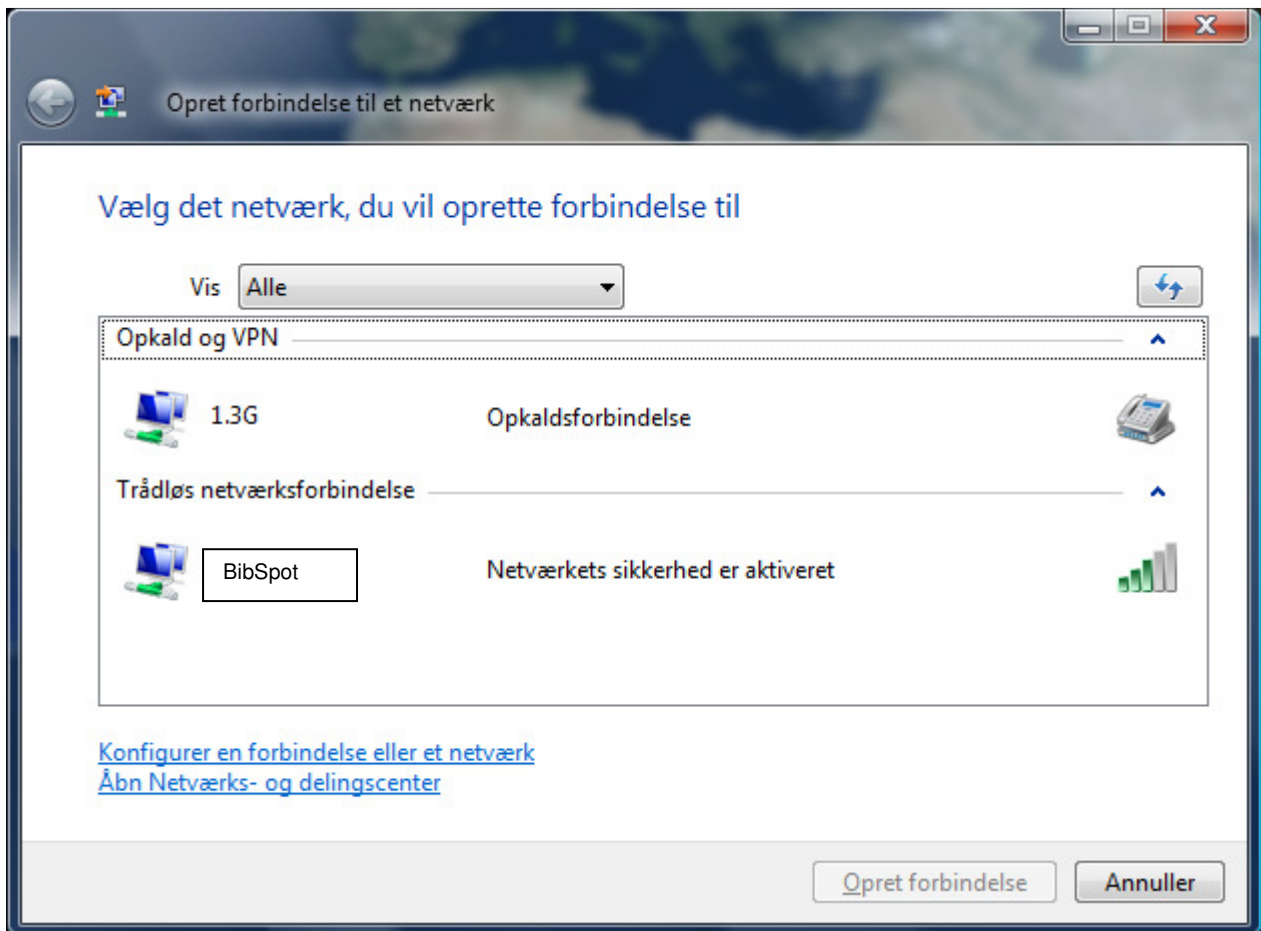 Opret forbindelse til et netværk
Vælg det netværk, du vil oprette forbindelse til
Vis Alle
Opkald og VPN
1.3G Opkaldsforbindelse
Trådløs netværksforbindelse
BibSpot Netværkets sikkerhed er aktiveret
Konfigurer en forbindelse eller et netværk
Åbn Netværks- og delingscenter
Opret forbindelse Annuller